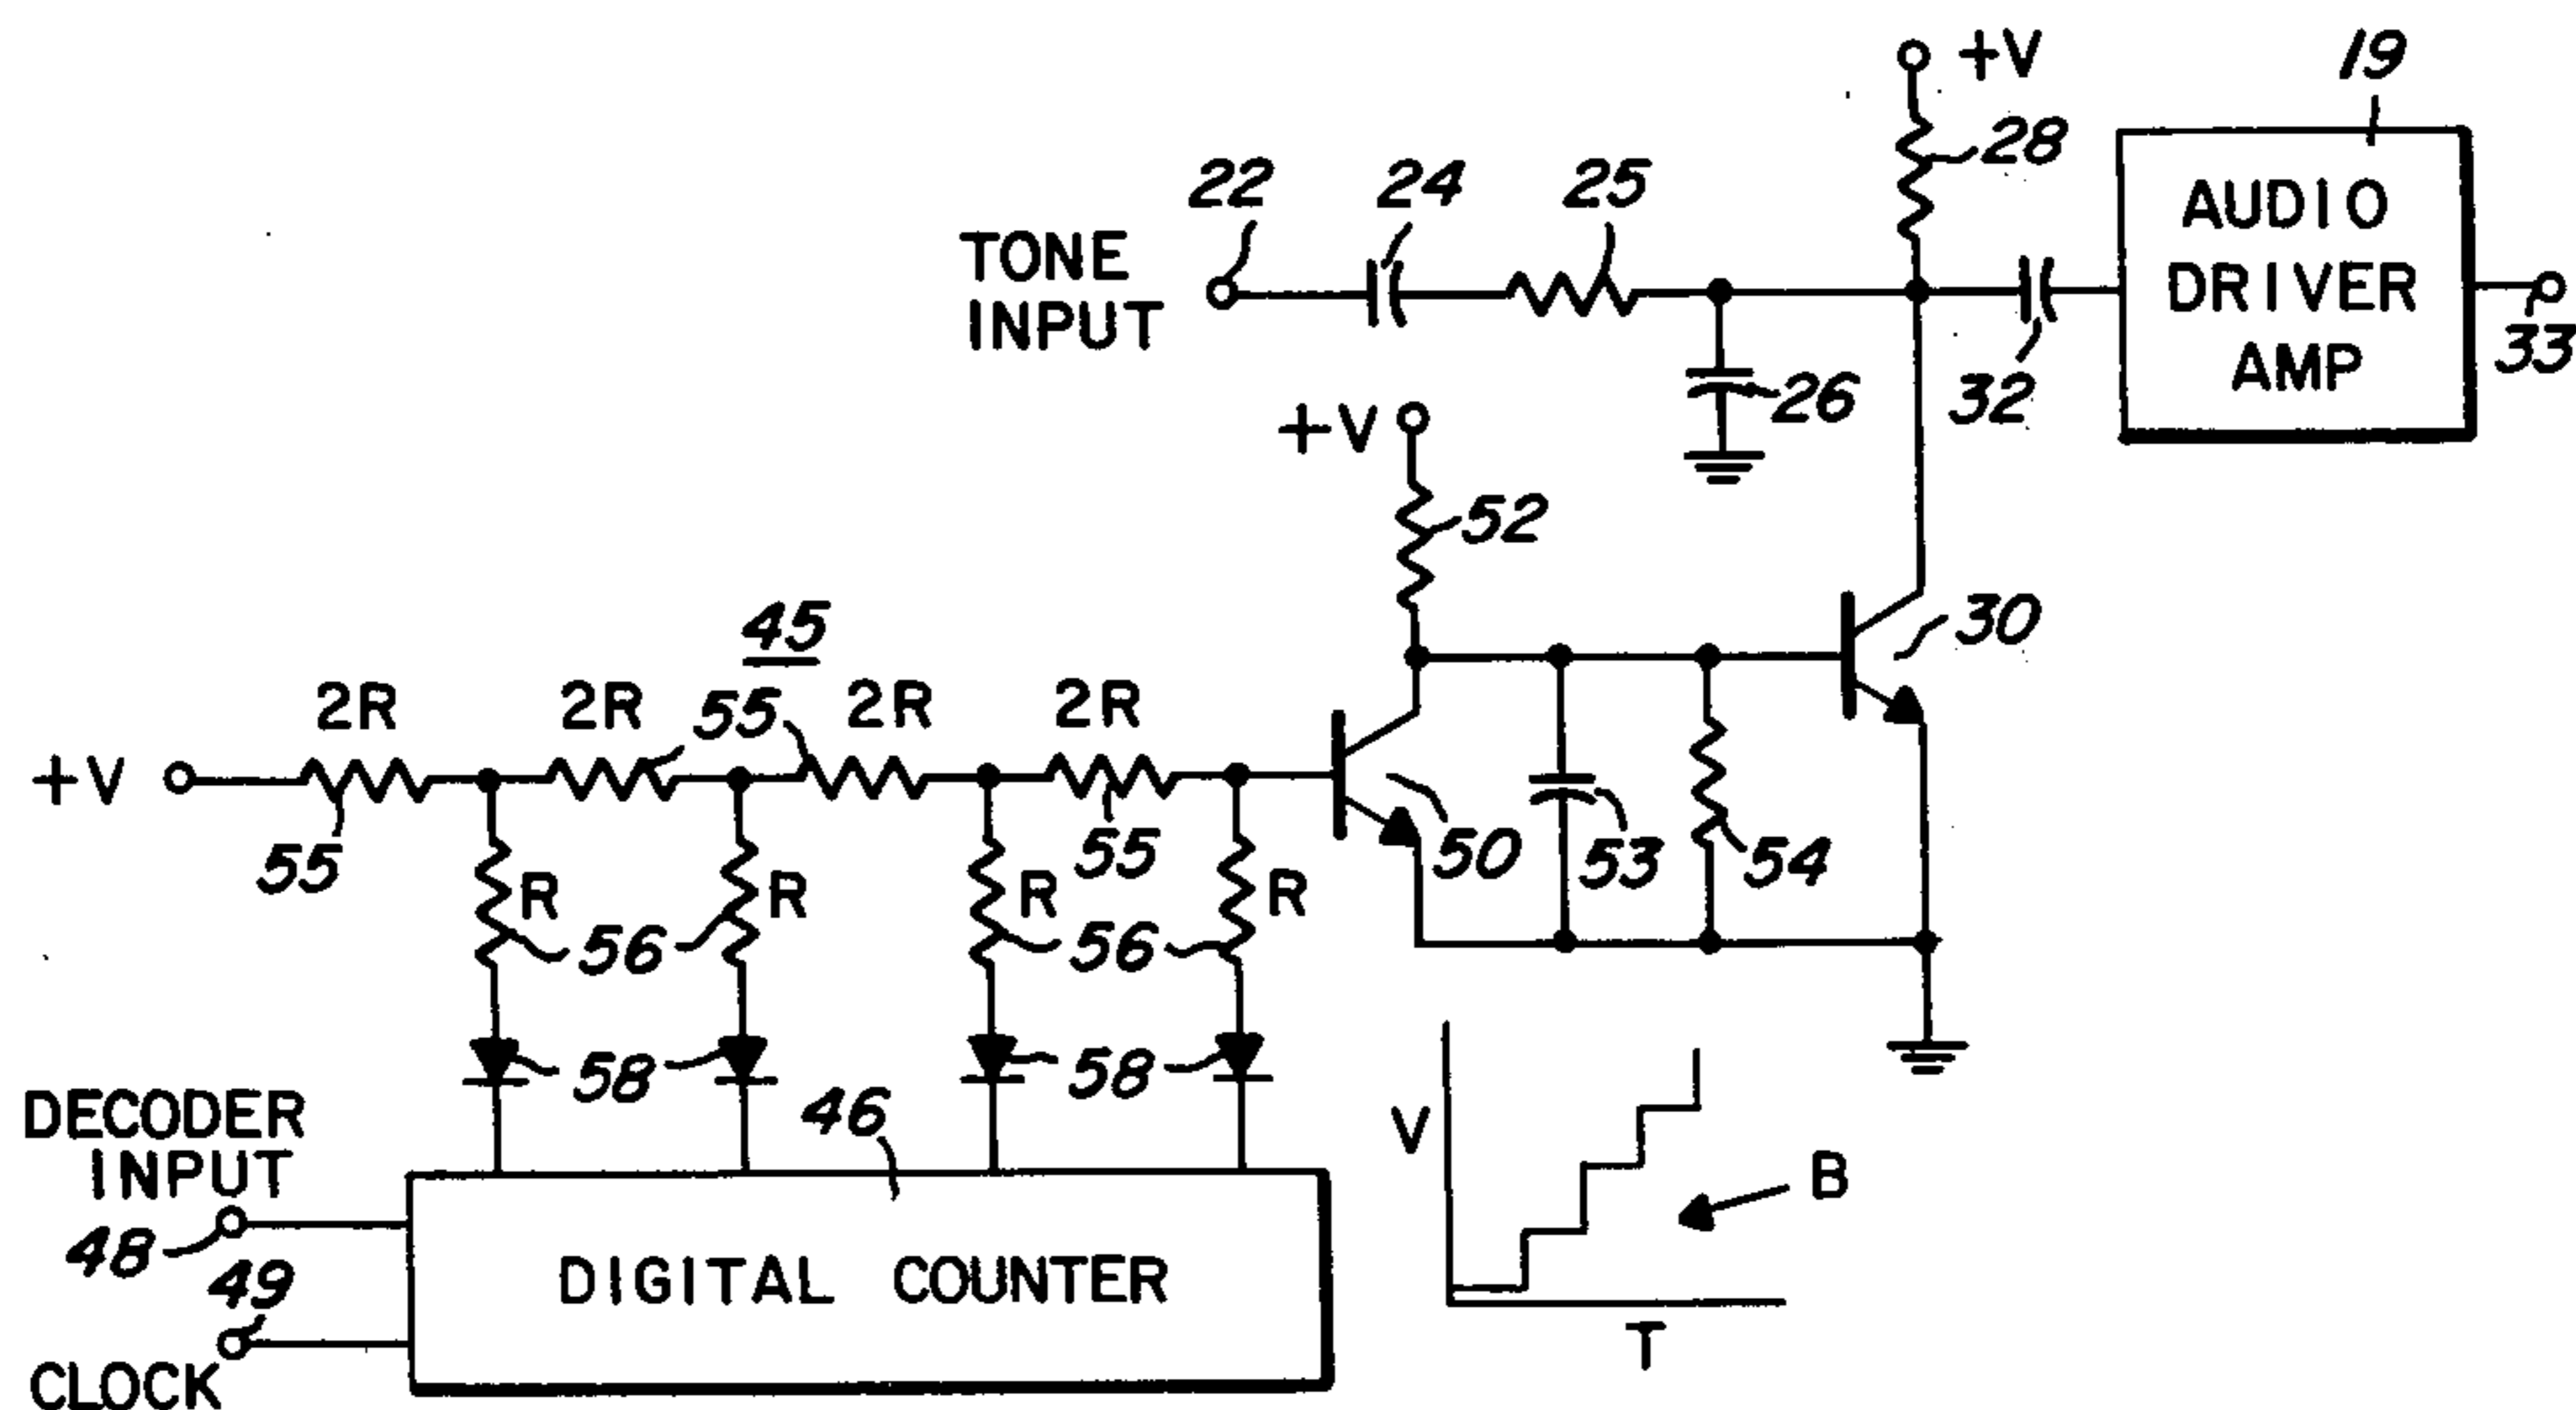 +V
19
28
22
24
25
TONE
INPUT
AUDIO
DRIVER
AMP
33
26
32
+V
52
45
30
2R
2R
55
2R
2R
+V
55
55
50
53
54
R
R
R
R
56
56
58
58
DECODER
INPUT
46
48
49
CLOCK
DIGITAL COUNTER
V
B
T